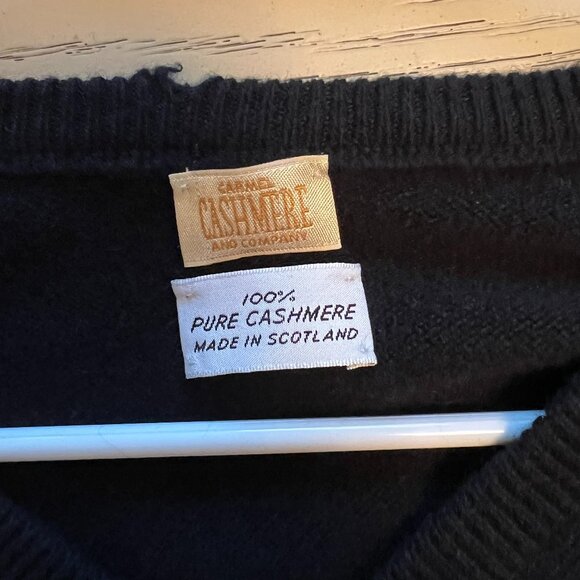 CARMEL
CASHMERE
AND COMPANY
100%
PURE CASHMERE
MADE IN SCOTLAND